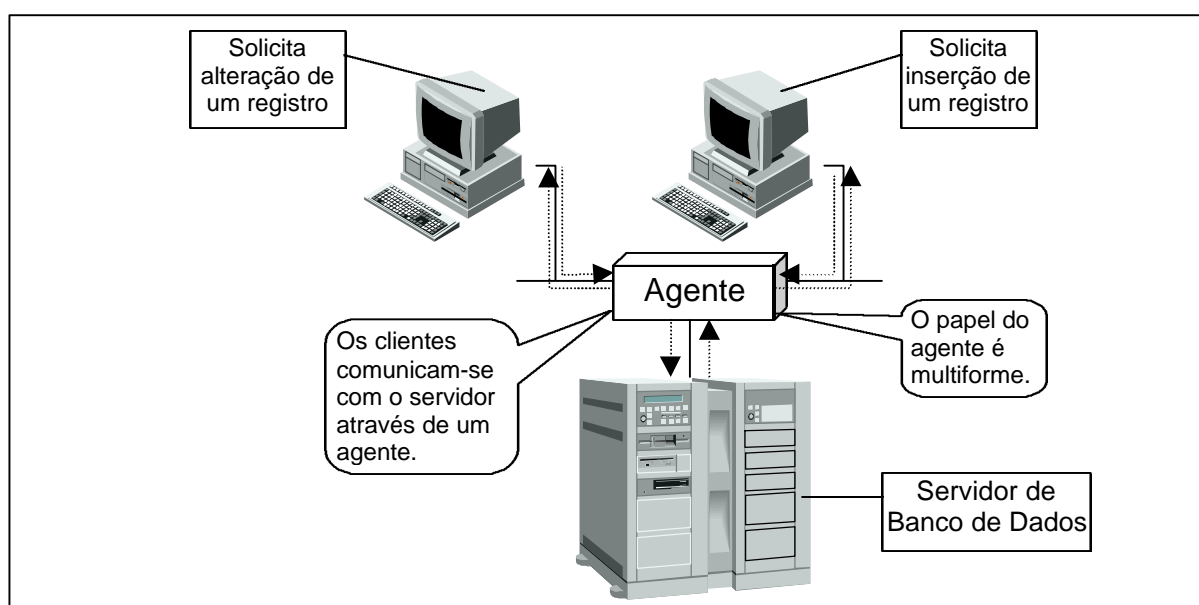 Solicita
alteração de
um registro
Solicita
inserção de
um registro
Agente
Os clientes
comunicam-se
com o servidor
através de um
agente.
O papel do
agente é
multiforme.
Servidor de
Banco de Dados